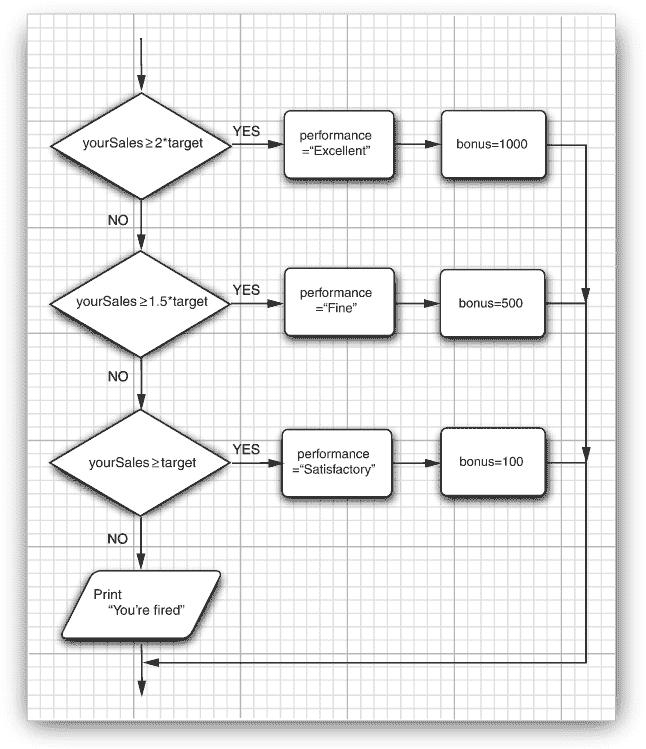 yourSales ≥ 2*target
YES
performance
=“Excellent”
bonus=1000
NO
yourSales ≥ 1.5*target
YES
performance
=“Fine”
bonus=500
NO
yourSales ≥ target
YES
performance
=“Satisfactory”
bonus=100
NO
Print
“You’re fired”